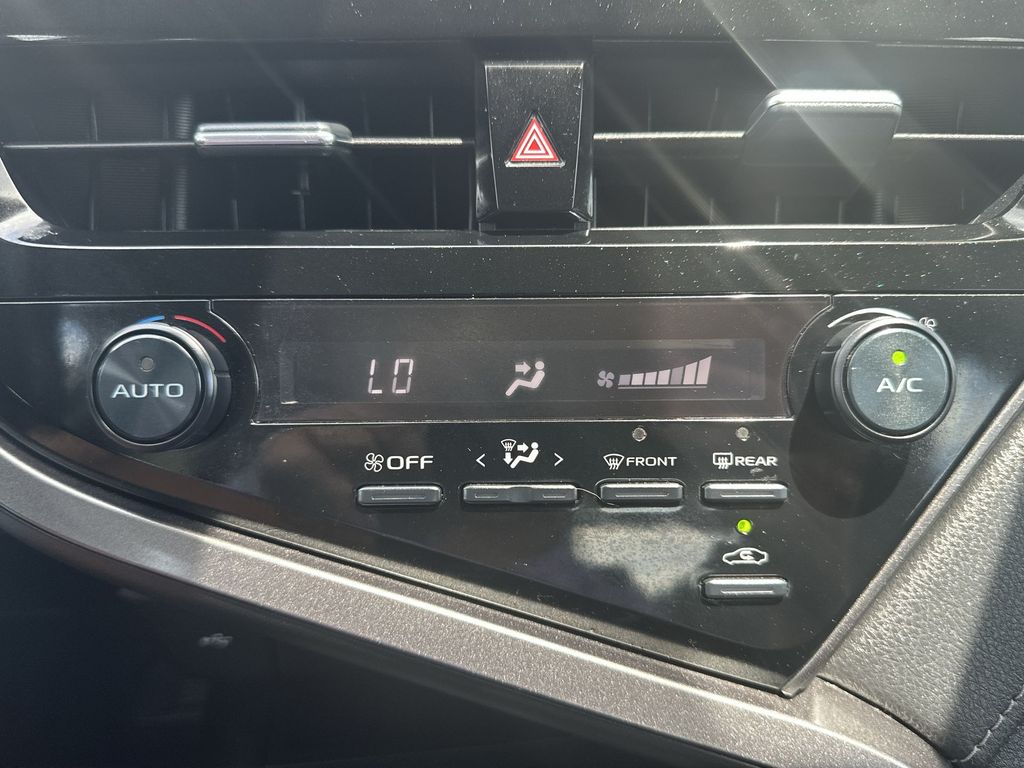 LO
AUTO
A/C
OFF
< >
FRONT
REAR